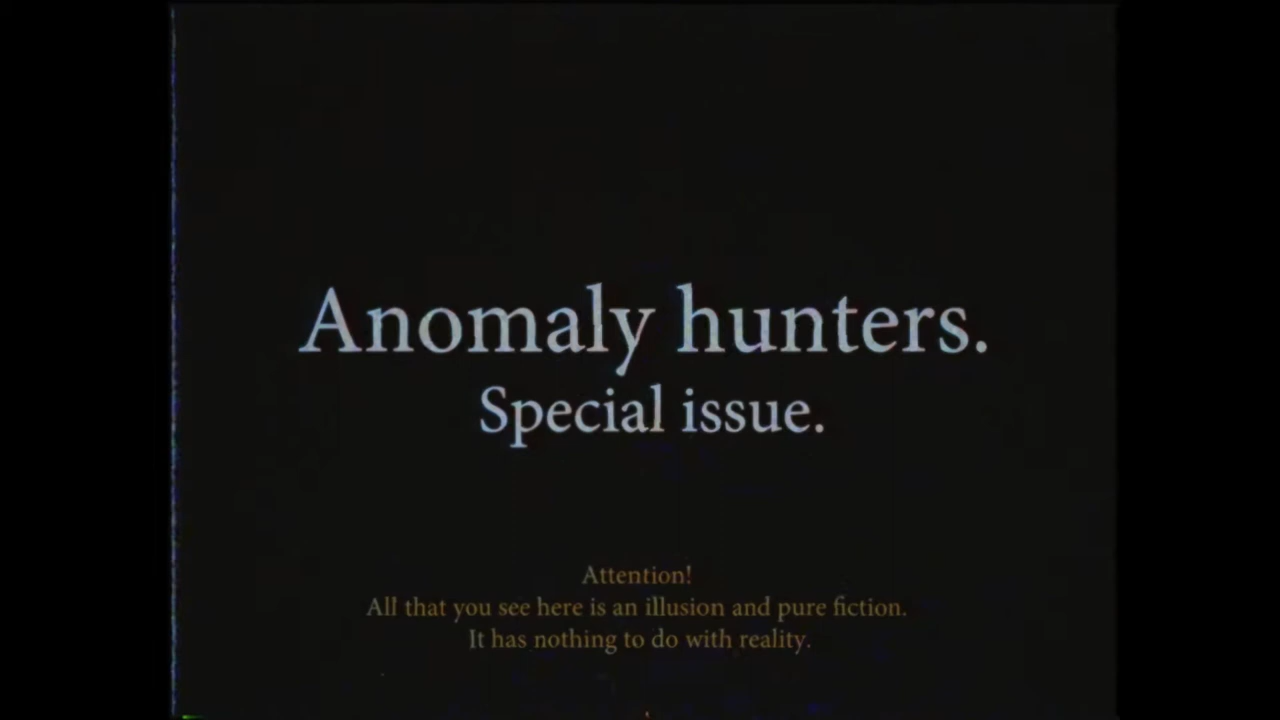 Anomaly hunters.
Special issue.
Attention!
All that you see here is an illusion and pure fiction.
It has nothing to do with reality.